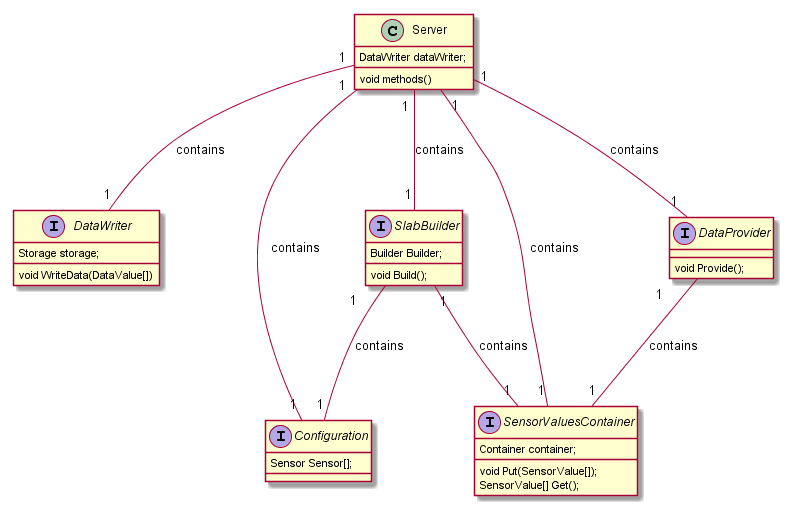 C Server
DataWriter dataWriter;
void methods()
1
1
1
1
1
contains
contains
contains
1
1
1
I DataWriter
Storage storage;
void WriteData(DataValue[])
I SlabBuilder
Builder Builder;
void Build();
I DataProvider
void Provide();
contains
contains
1
1
1
contains
contains
contains
1
1
1
1
1
I Configuration
Sensor Sensor[];
I SensorValuesContainer
Container container;
void Put(SensorValue[]);
SensorValue[] Get();